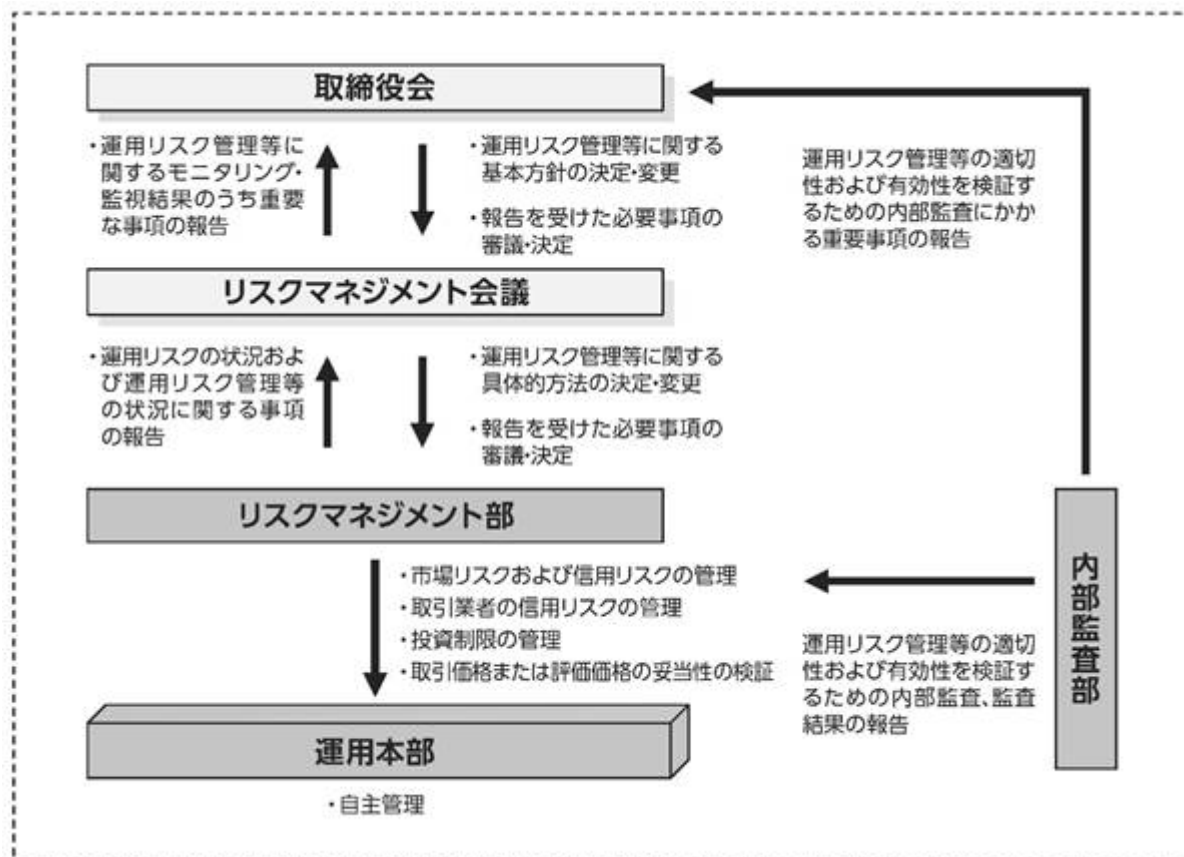 取締役会
・運用リスク管理等に
関するモニタリング・
監視結果のうち重要
な事項の報告
・運用リスク管理等に関する
基本方針の決定・変更
・報告を受けた必要事項の
審議・決定
運用リスク管理等の適切
性および有効性を検証す
るための内部監査にかか
る重要事項の報告
リスクマネジメント会議
・運用リスクの状況およ
び運用リスク管理等
の状況に関する事項
の報告
・運用リスク管理等に関する
具体的方法の決定・変更
・報告を受けた必要事項の
審議・決定
リスクマネジメント部
・市場リスクおよび信用リスクの管理
・取引業者の信用リスクの管理
・投資制限の管理
・取引価格または評価価格の妥当性の検証
内部監査部
運用リスク管理等の適切
性および有効性を検証す
るための内部監査、監査
結果の報告
運用本部
・自主管理